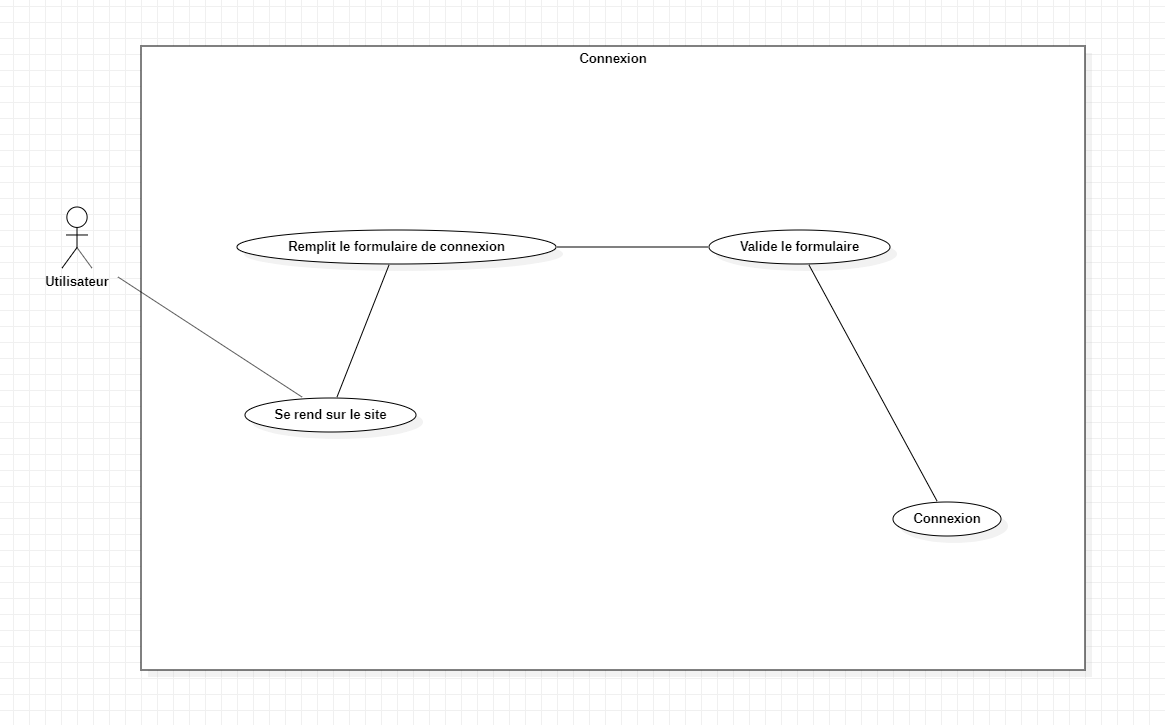 Connexion
Remplit le formulaire de connexion
Valide le formulaire
Utilisateur
Se rend sur le site
Connexion